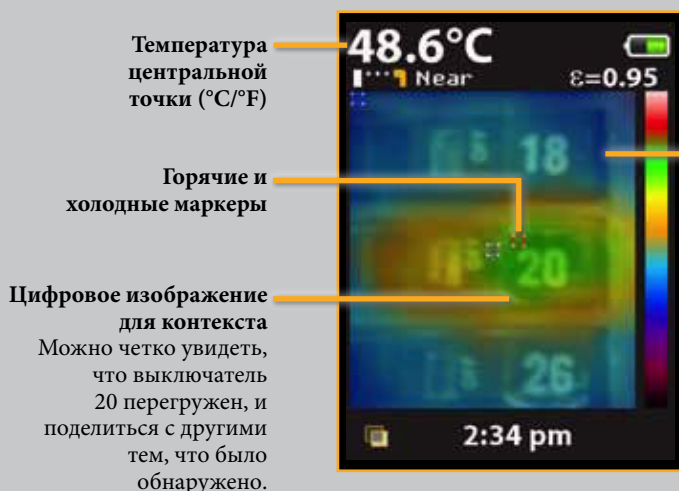 Температура
центральной
точки (°C/°F)
Горячие и
холодные маркеры
Цифровое изображение
для контекста
Можно четко увидеть,
что выключатель
20 перегружен, и
поделиться с другими
тем, что было
обнаружено.
48.6°C
Near ε=0.95
18
20
26
2:34 pm